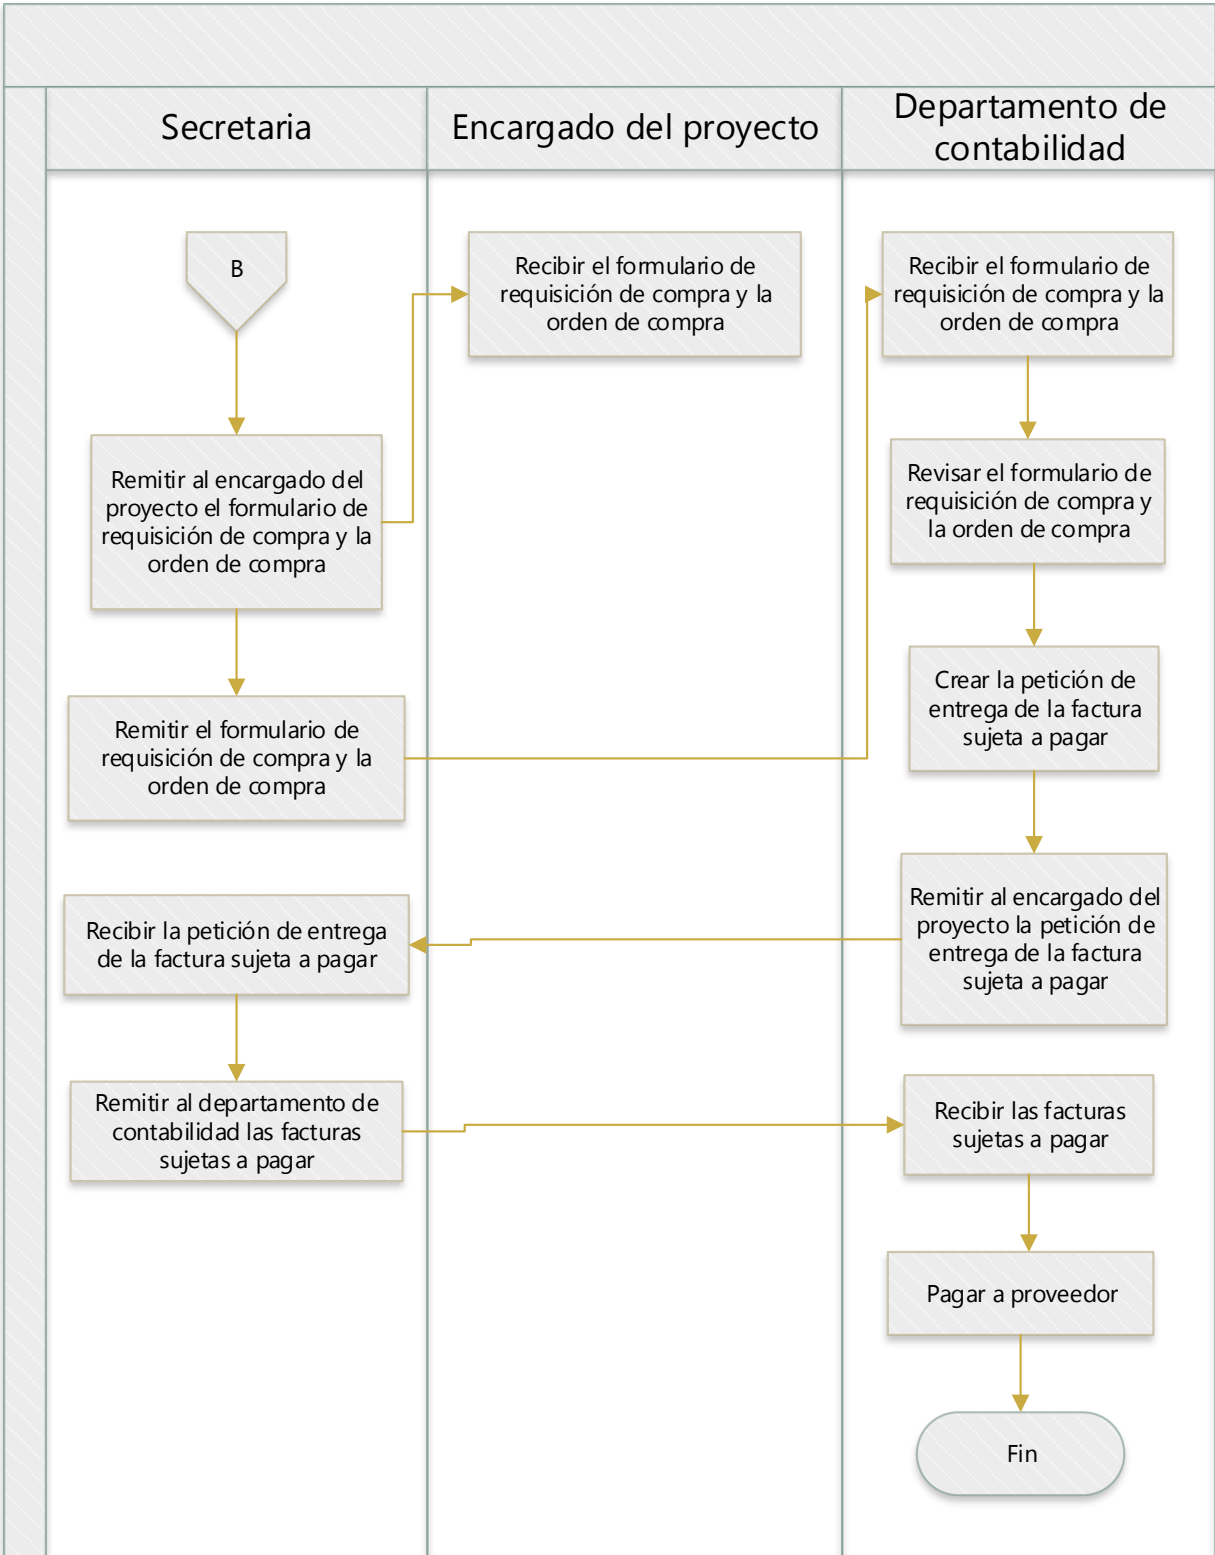 Secretaria
Encargado del proyecto
Departamento de
contabilidad
B
Recibir el formulario de
requisición de compra y la
orden de compra
Recibir el formulario de
requisición de compra y la
orden de compra
Remitir al encargado del
proyecto el formulario de
requisición de compra y la
orden de compra
Revisar el formulario de
requisición de compra y
la orden de compra
Remitir el formulario de
requisición de compra y la
orden de compra
Crear la petición de
entrega de la factura
sujeta a pagar
Recibir la petición de entrega
de la factura sujeta a pagar
Remitir al encargado del
proyecto la petición de
entrega de la factura
sujeta a pagar
Remitir al departamento de
contabilidad las facturas
sujetas a pagar
Recibir las facturas
sujetas a pagar
Pagar a proveedor
Fin